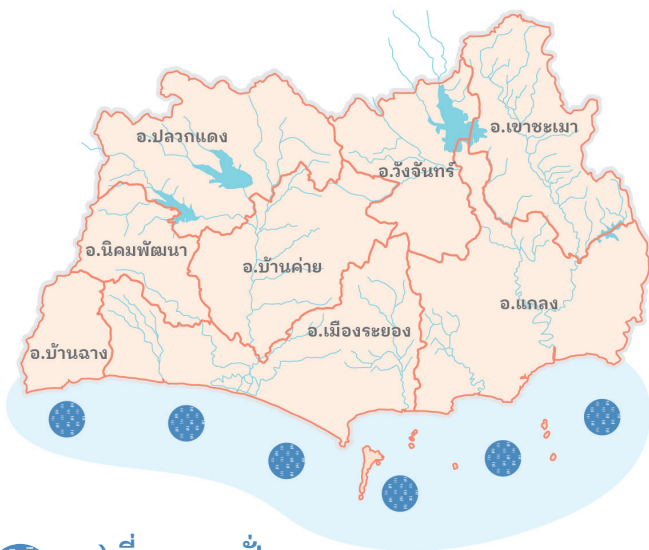 อ.ปลวกแดง
อ.เขาชะเมา
อ.วังจันทร์
อ.นิคมพัฒนา
อ.บ้านค่าย
อ.แกลง
อ.เมืองระยอง
อ.บ้านฉาง